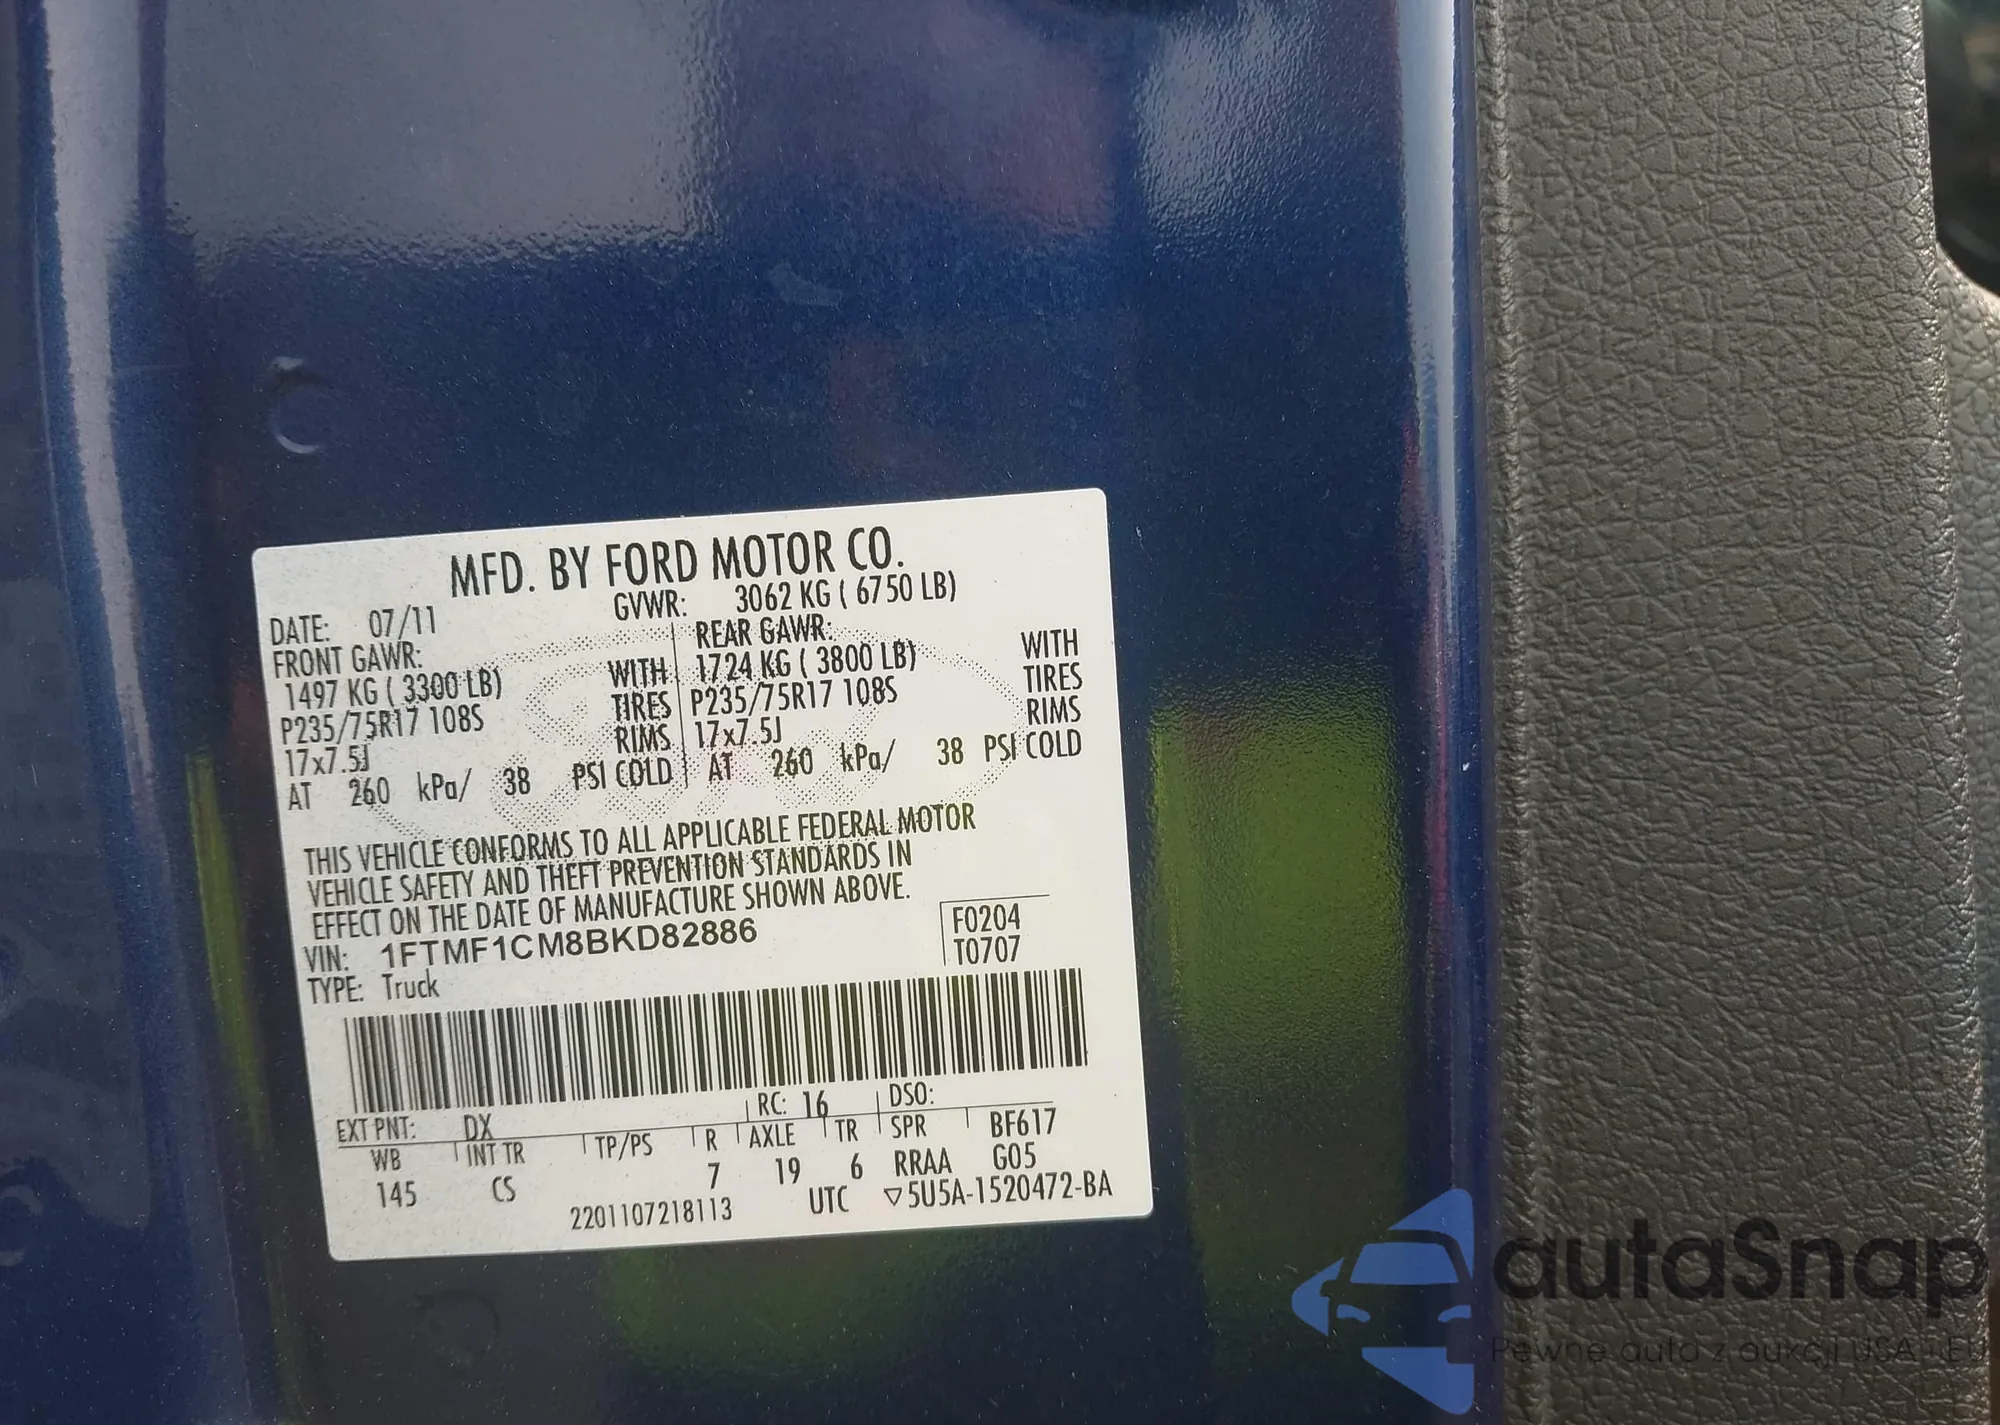 MFD. BY FORD MOTOR CO.
DATE: 07/11 GVWR: 3062 KG ( 6750 LB)
FRONT GAWR: REAR GAWR:
1497 KG ( 3300 LB) WITH 1724 KG ( 3800 LB) WITH
P235/75R17 108S TIRES P235/75R17 108S TIRES
17x7.5J RIMS 17x7.5J RIMS
AT 260 kPa/ 38 PSI COLD AT 260 kPa/ 38 PSI COLD
THIS VEHICLE CONFORMS TO ALL APPLICABLE FEDERAL MOTOR
VEHICLE SAFETY AND THEFT PREVENTION STANDARDS IN
EFFECT ON THE DATE OF MANUFACTURE SHOWN ABOVE.
VIN: 1FTMF1CM8BKD82886 F0204
TYPE: Truck T0707
EXT PNT: DX RC: 16 DSO:
WB INT TR TP/PS R AXLE TR SPR BF617
145 CS 7 19 6 RRAA G05
2201107218113 UTC ▽5U5A-1520472-BA
autaSnap
Pewne auta z aukcji USA i EU